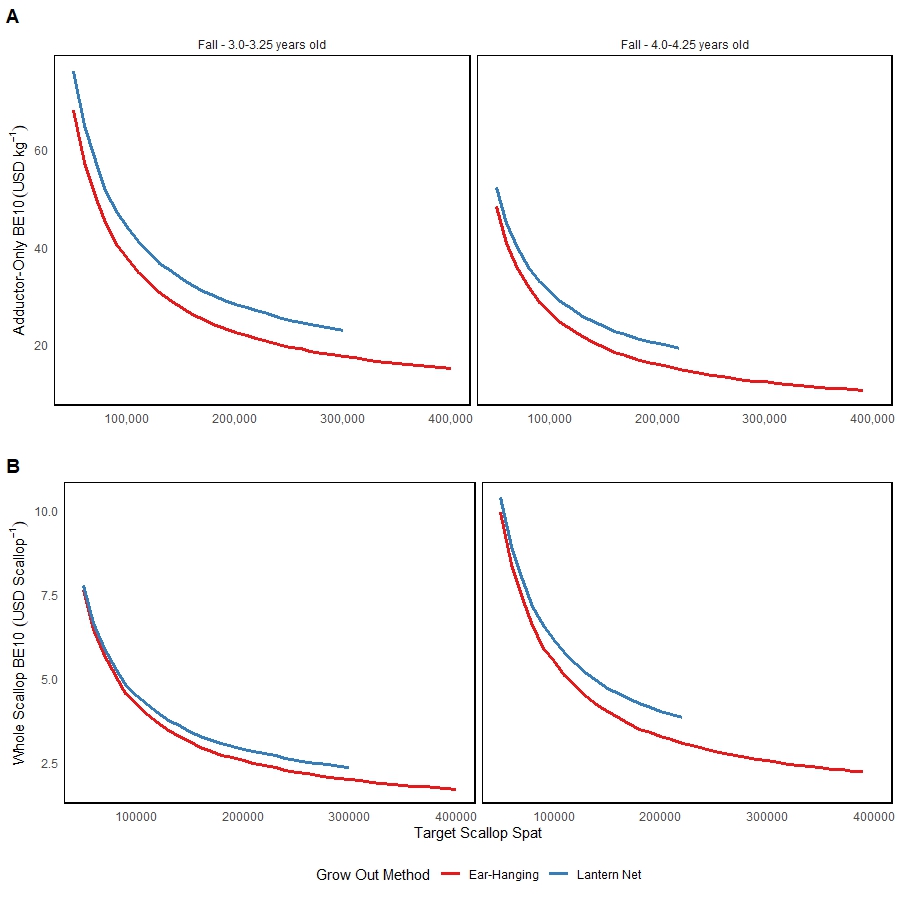 A
Fall - 3.0-3.25 years old
Fall - 4.0-4.25 years old
Adductor-Only BE10 (USD kg⁻¹)
60
40
20
100,000
200,000
300,000
400,000
100,000
200,000
300,000
400,000
B
Whole Scallop BE10 (USD Scallop⁻¹)
10.0
7.5
5.0
2.5
100000
200000
300000
400000
100000
200000
300000
400000
Target Scallop Spat
Grow Out Method
Ear-Hanging
Lantern Net